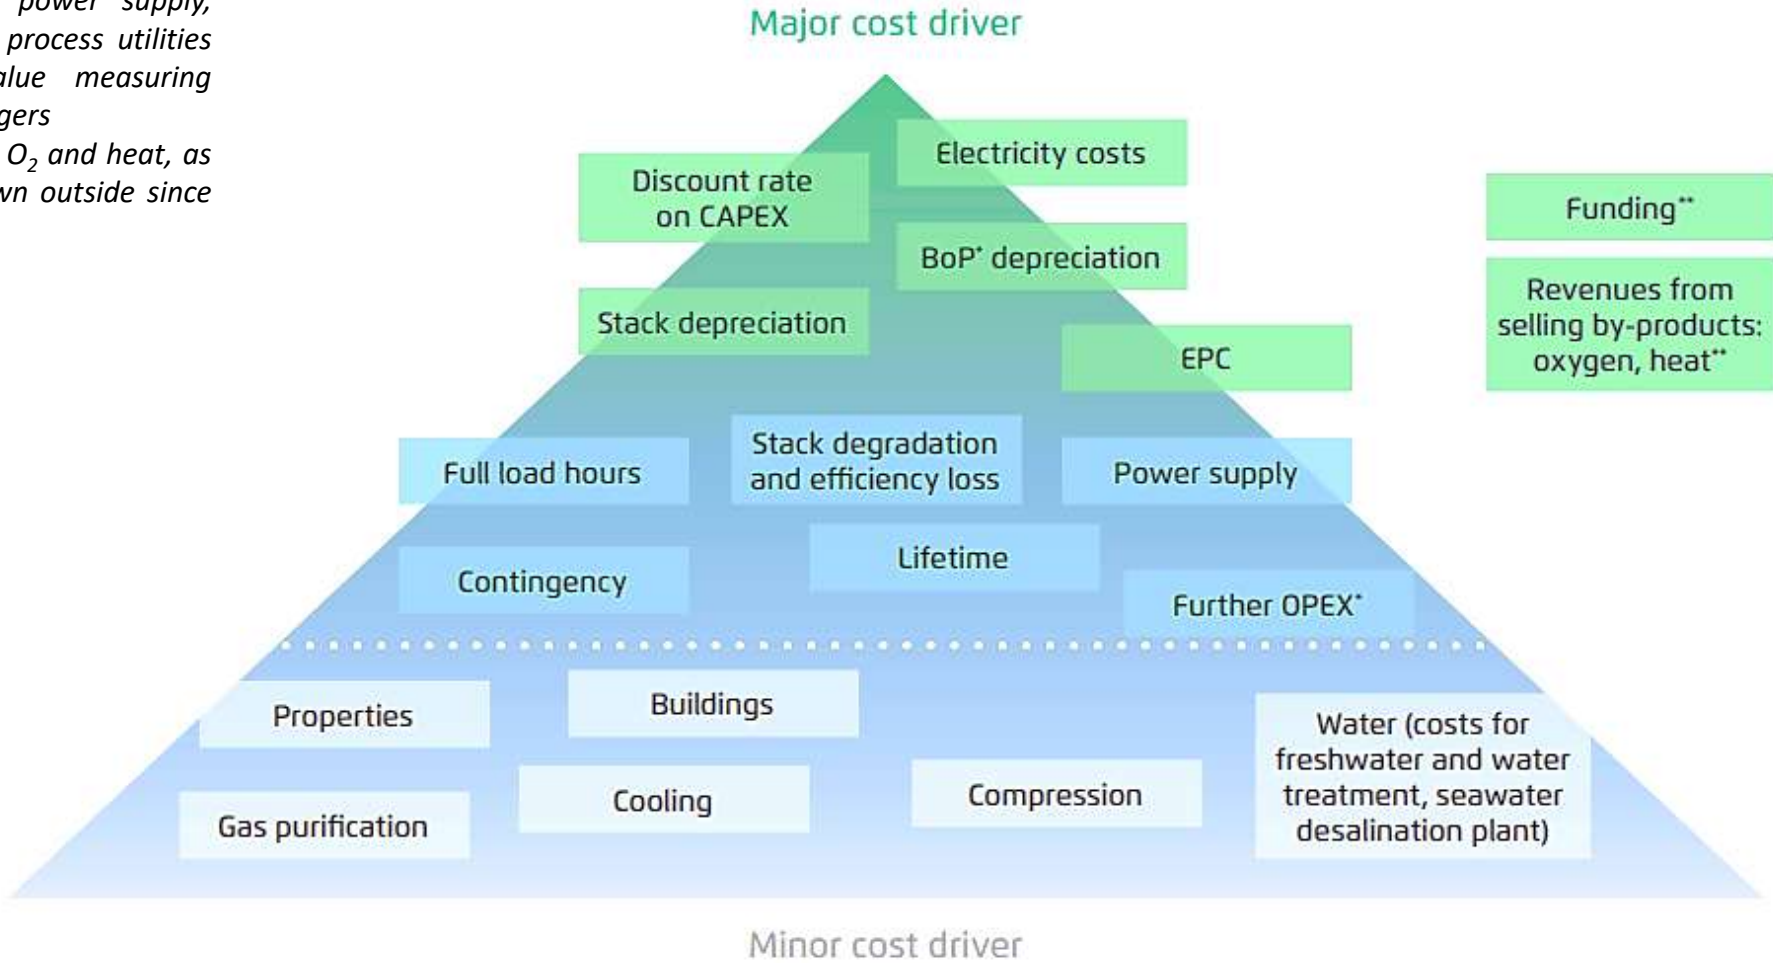 power supply,
process utilities
measuring
O₂ and heat, as
outside since
Major cost driver
Electricity costs
Discount rate
on CAPEX
Funding**
BoP* depreciation
Revenues from
selling by-products:
oxygen, heat**
Stack depreciation
EPC
Stack degradation
and efficiency loss
Full load hours
Power supply
Lifetime
Contingency
Further OPEX*
Properties
Buildings
Water (costs for
freshwater and water
treatment, seawater
desalination plant)
Cooling
Compression
Gas purification
Minor cost driver